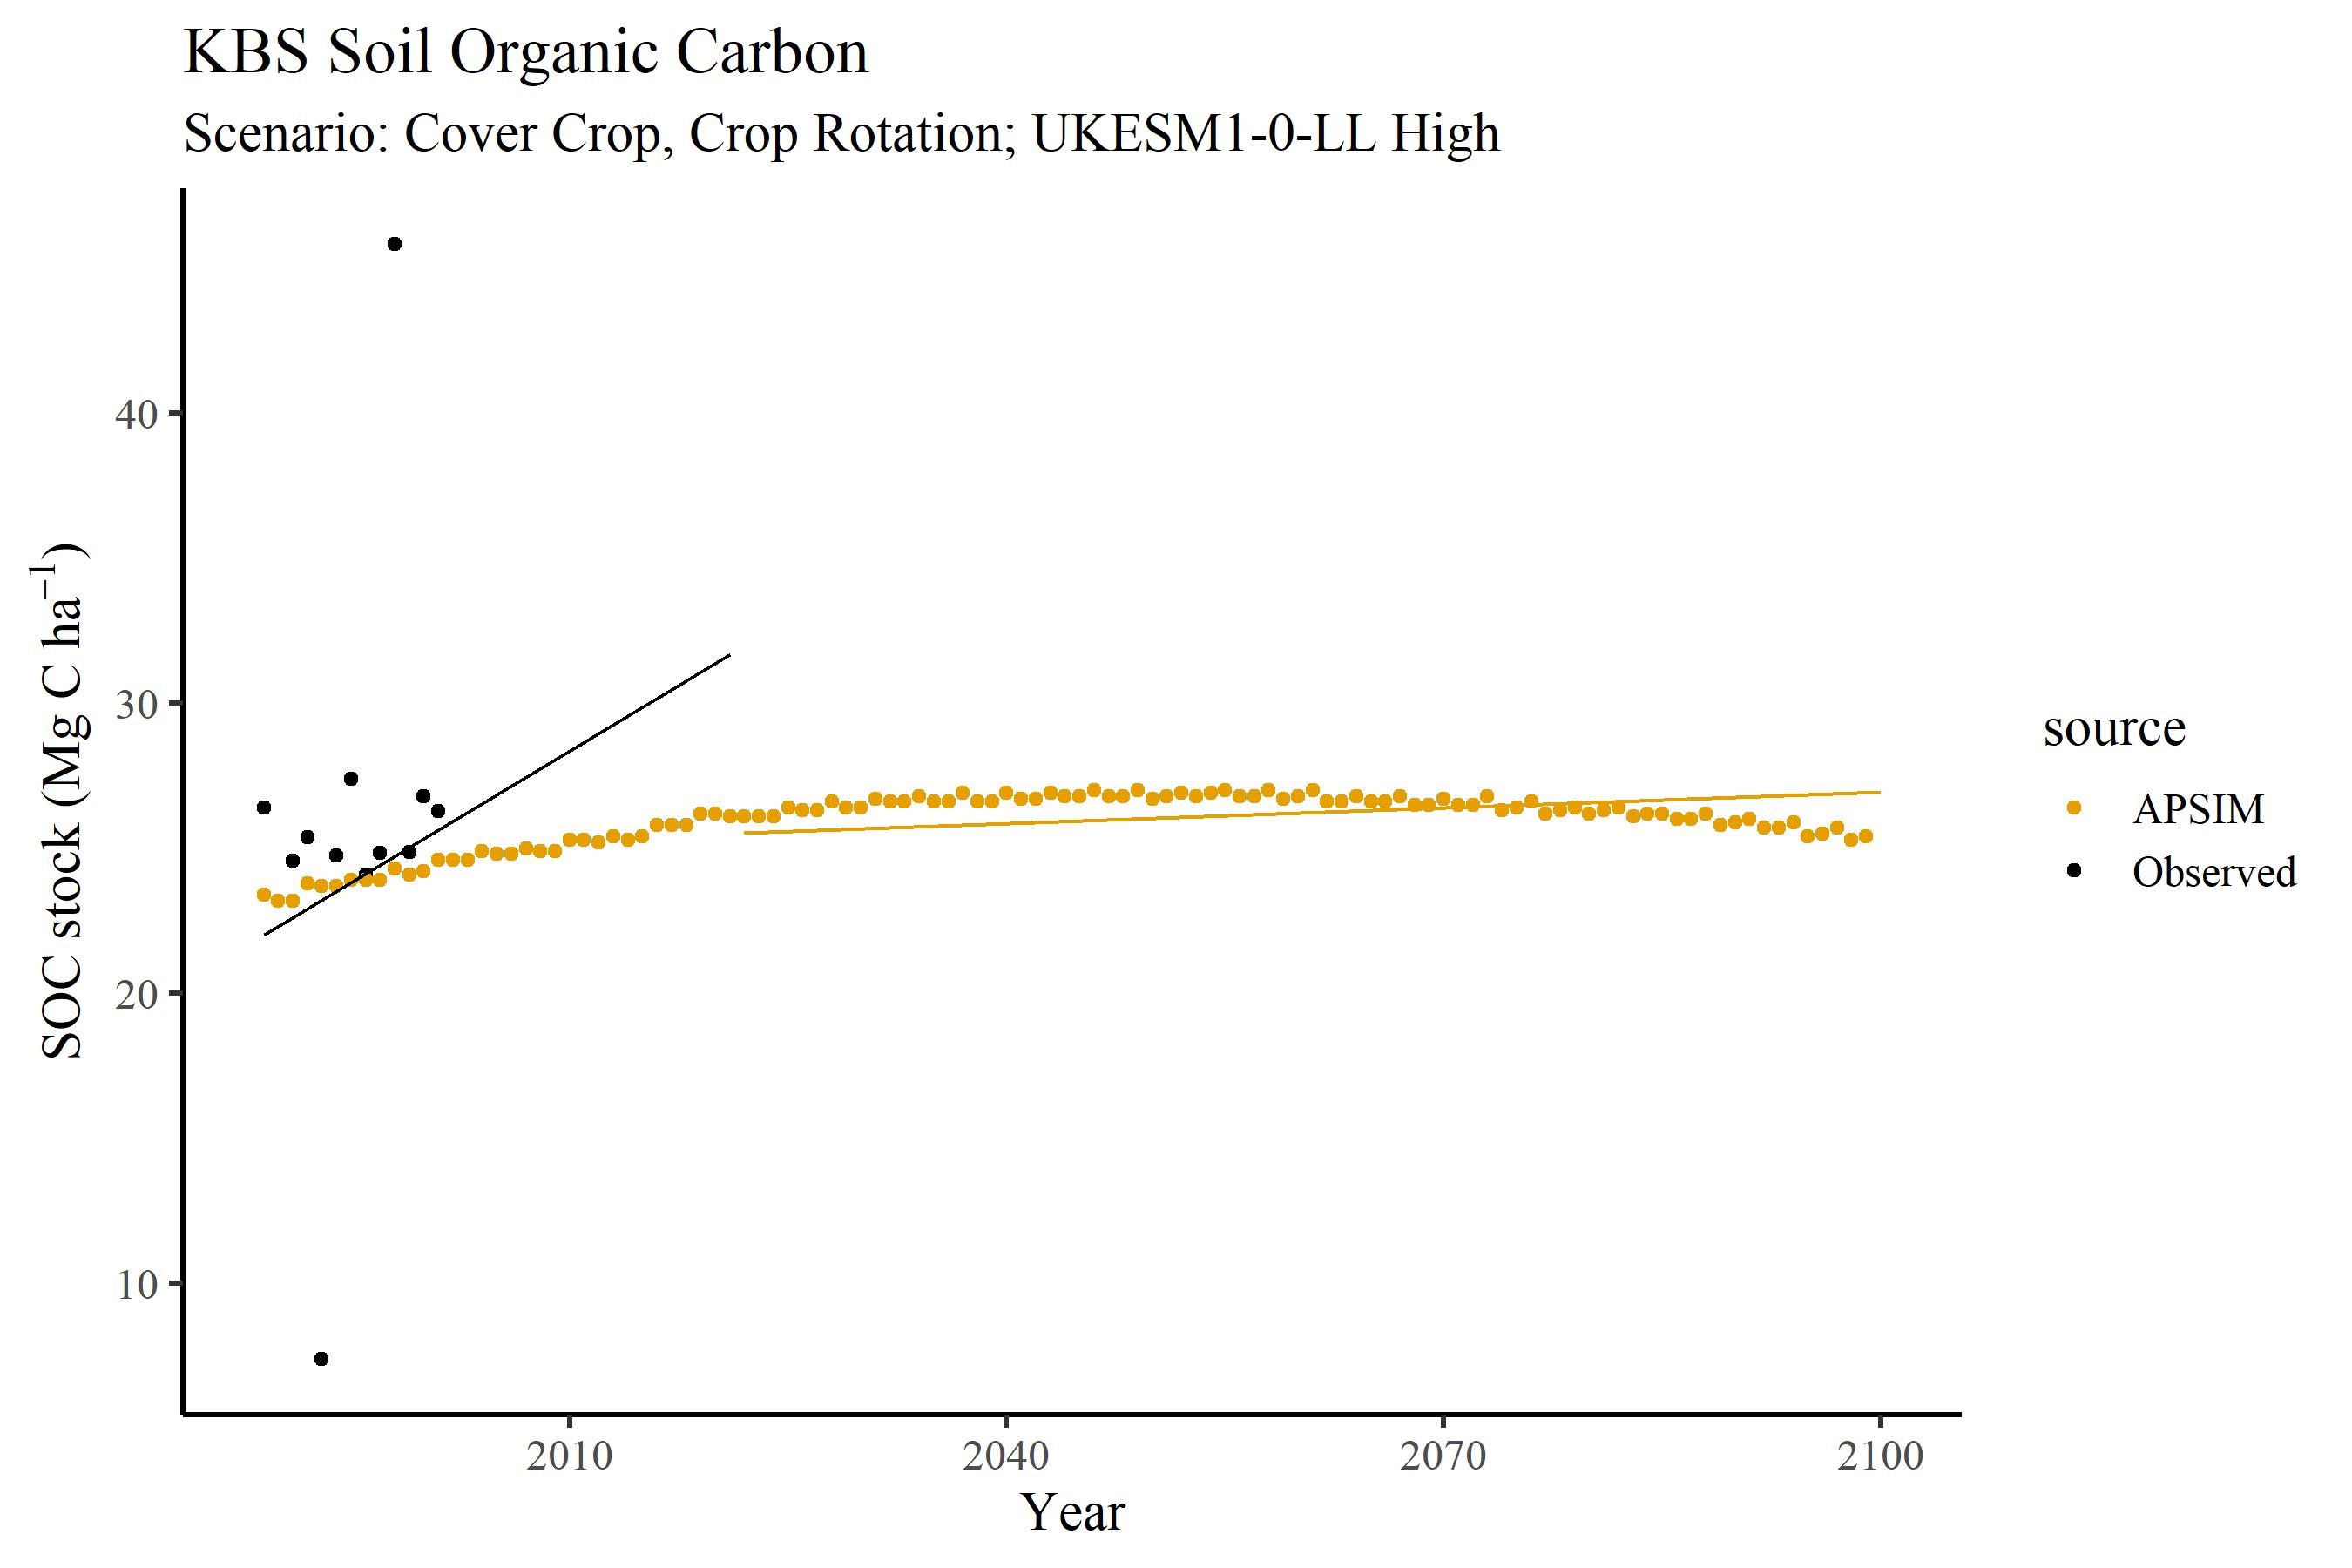 KBS Soil Organic Carbon
Scenario: Cover Crop, Crop Rotation; UKESM1-0-LL High
SOC stock (Mg C ha⁻¹)
40
30
20
10
2010 2040 2070 2100
Year
source
APSIM
Observed